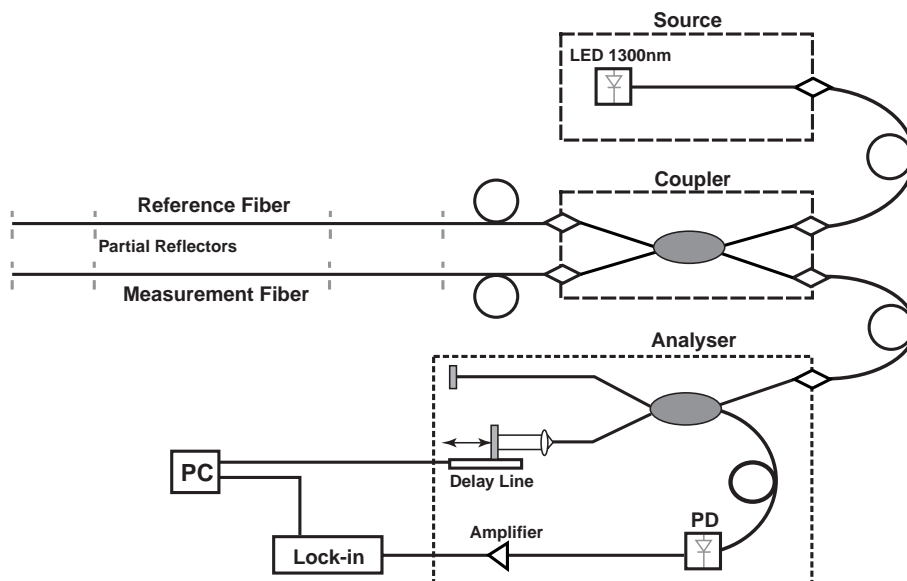 Source
LED 1300nm
Coupler
Reference Fiber
Partial Reflectors
Measurement Fiber
Analyser
PC
Delay Line
Amplifier
PD
Lock-in